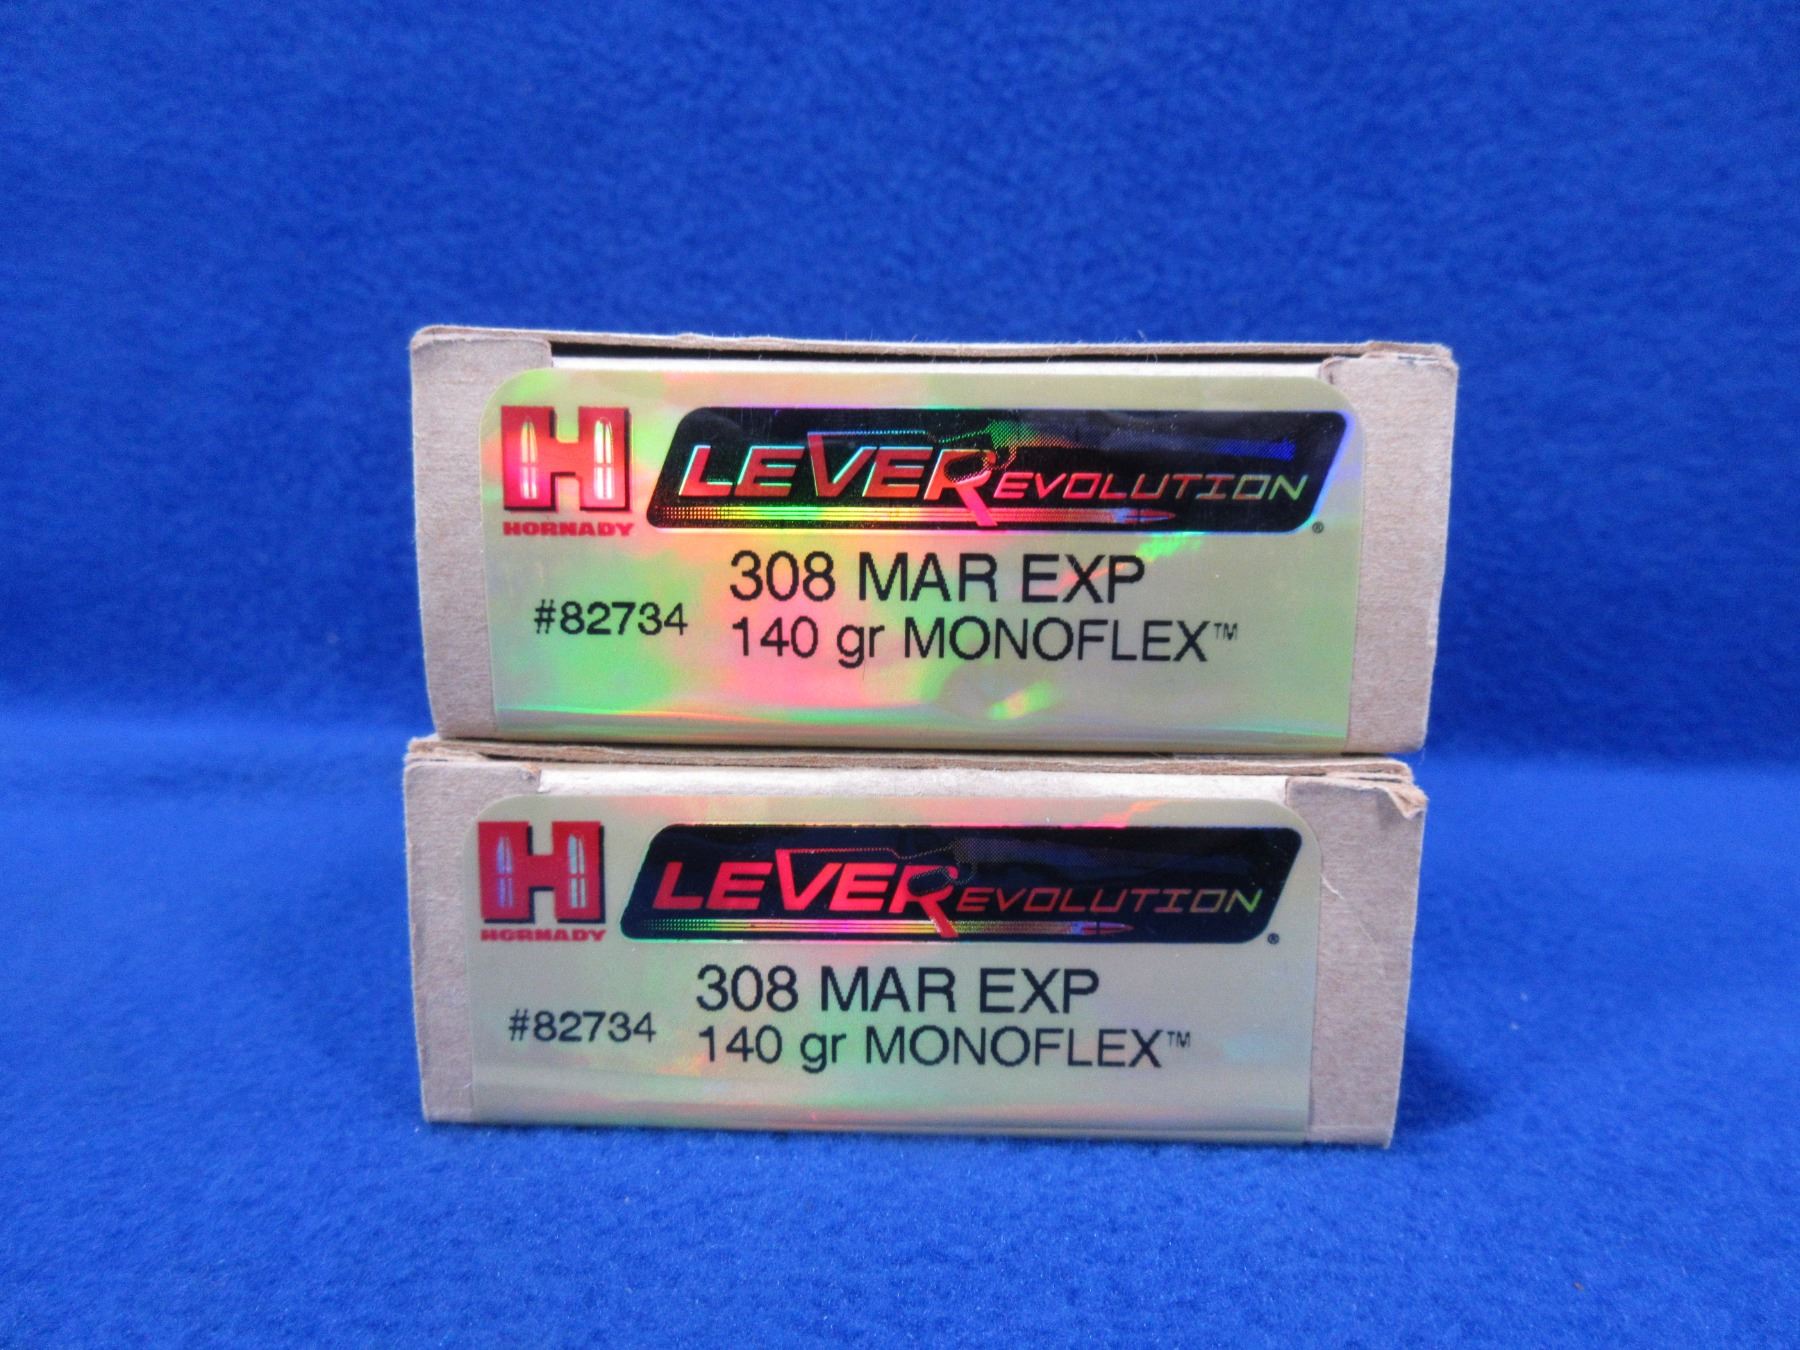 HORNADY
LEVEREVOLUTION®
308 MAR EXP
#82734
140 gr MONOFLEX™
HORNADY
LEVEREVOLUTION®
308 MAR EXP
#82734
140 gr MONOFLEX™